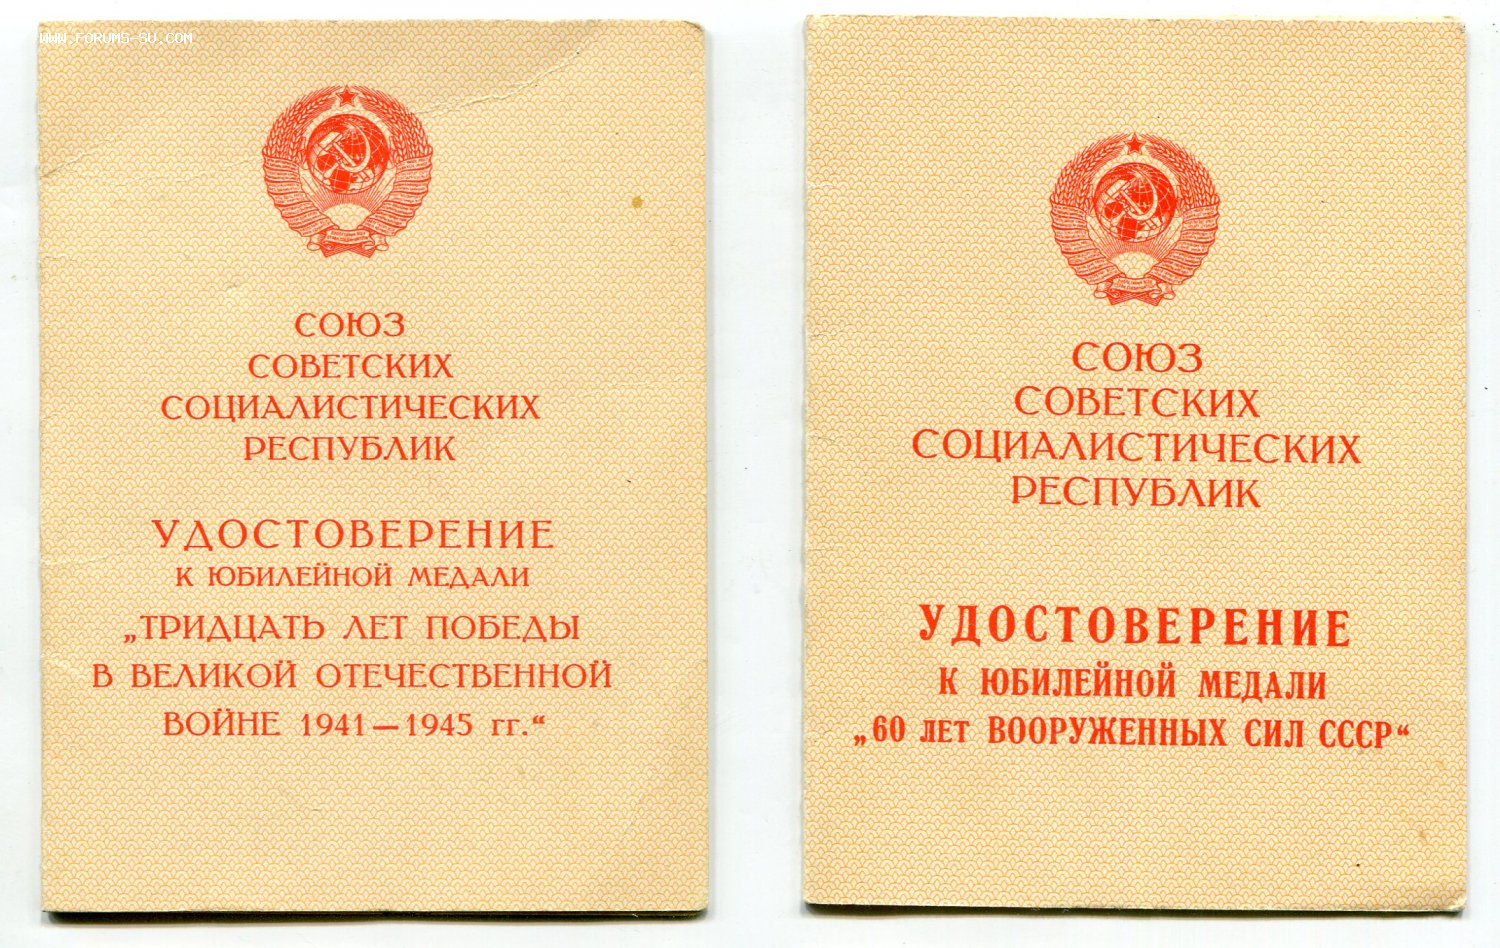 WWW.FORUMS-SU.COM
СОЮЗ
СОВЕТСКИХ
СОЦИАЛИСТИЧЕСКИХ
РЕСПУБЛИК
УДОСТОВЕРЕНИЕ
К ЮБИЛЕЙНОЙ МЕДАЛИ
„ТРИДЦАТЬ ЛЕТ ПОБЕДЫ
В ВЕЛИКОЙ ОТЕЧЕСТВЕННОЙ
ВОЙНЕ 1941—1945 гг.“
СОЮЗ
СОВЕТСКИХ
СОЦИАЛИСТИЧЕСКИХ
РЕСПУБЛИК
УДОСТОВЕРЕНИЕ
К ЮБИЛЕЙНОЙ МЕДАЛИ
„60 ЛЕТ ВООРУЖЕННЫХ СИЛ СССР“